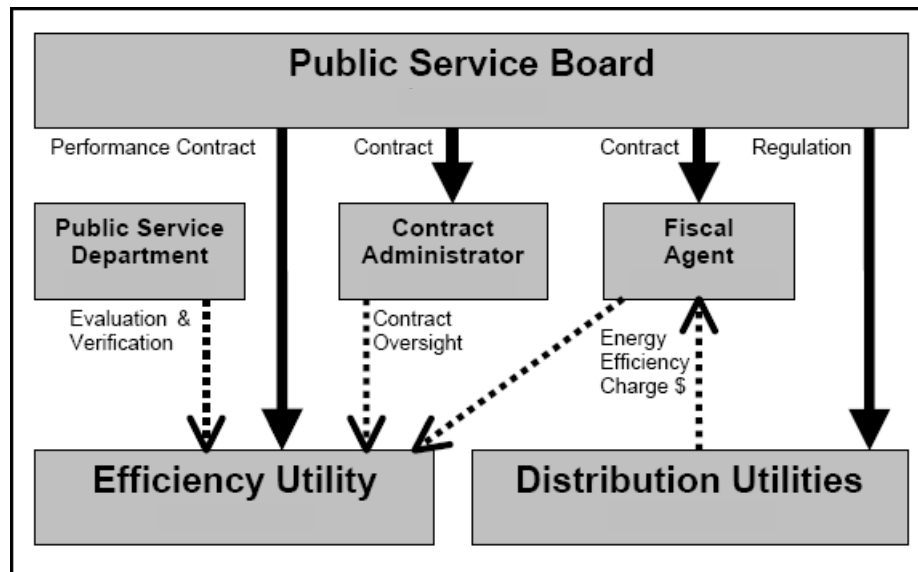 Public Service Board
Performance Contract
Contract
Contract
Regulation
Public Service
Department
Contract
Administrator
Fiscal
Agent
Evaluation &
Verification
Contract
Oversight
Energy
Efficiency
Charge $
Efficiency Utility
Distribution Utilities